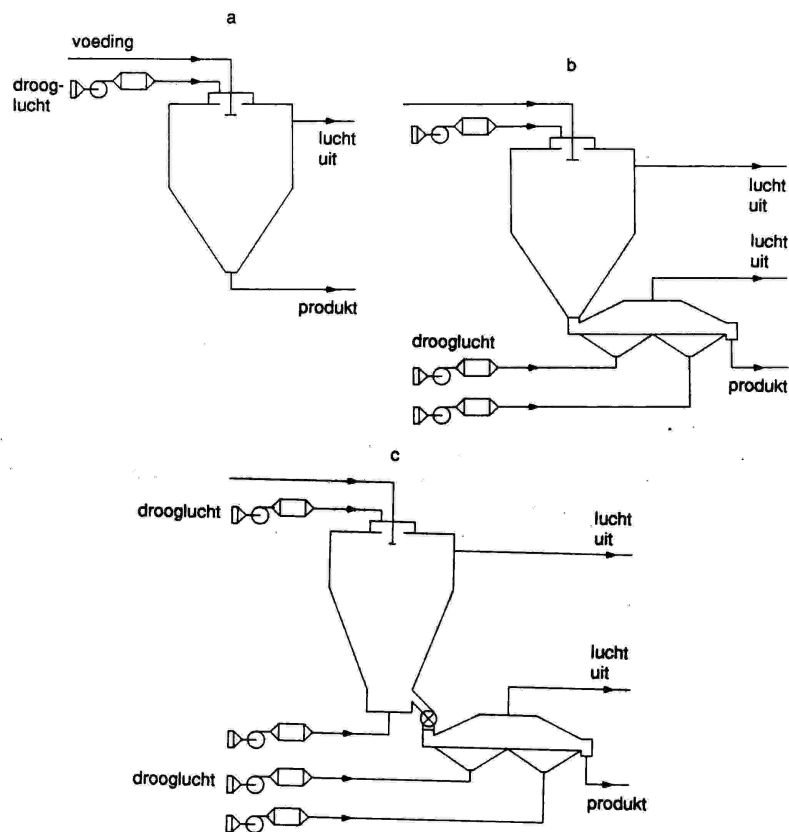 a
voeding
droog-
lucht
lucht
uit
produkt
b
lucht
uit
lucht
uit
drooglucht
produkt
c
drooglucht
lucht
uit
lucht
uit
drooglucht
produkt